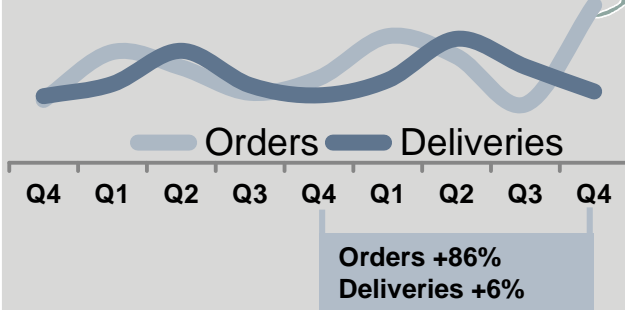 Orders Deliveries
Q4 Q1 Q2 Q3 Q4 Q1 Q2 Q3 Q4
Orders +86%
Deliveries +6%